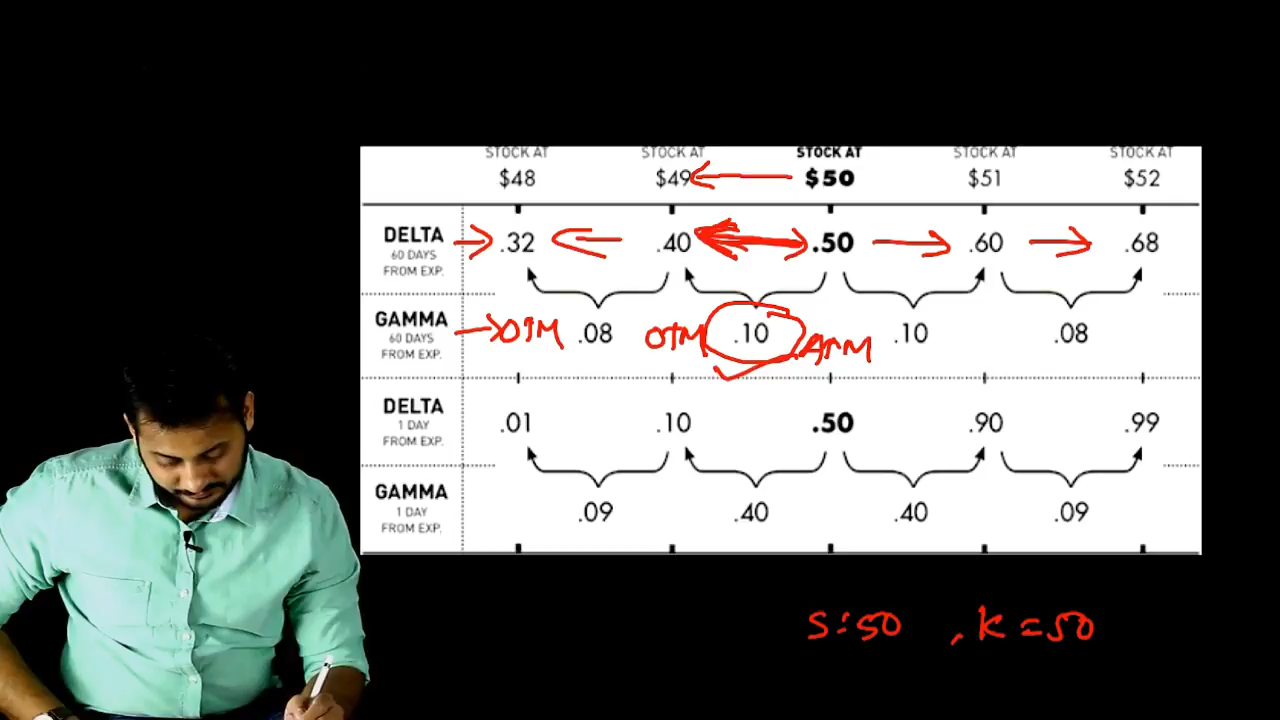 STOCK AT STOCK AT STOCK AT STOCK AT STOCK AT
$48 $49 $50 $51 $52
DELTA .32 .40 .50 .60 .68
60 DAYS
FROM EXP.
GAMMA OTM .08 OTM .10 ATM .10 .08
60 DAYS
FROM EXP.
DELTA .01 .10 .50 .90 .99
1 DAY
FROM EXP.
GAMMA .09 .40 .40 .09
1 DAY
FROM EXP.
S:50 , K=50